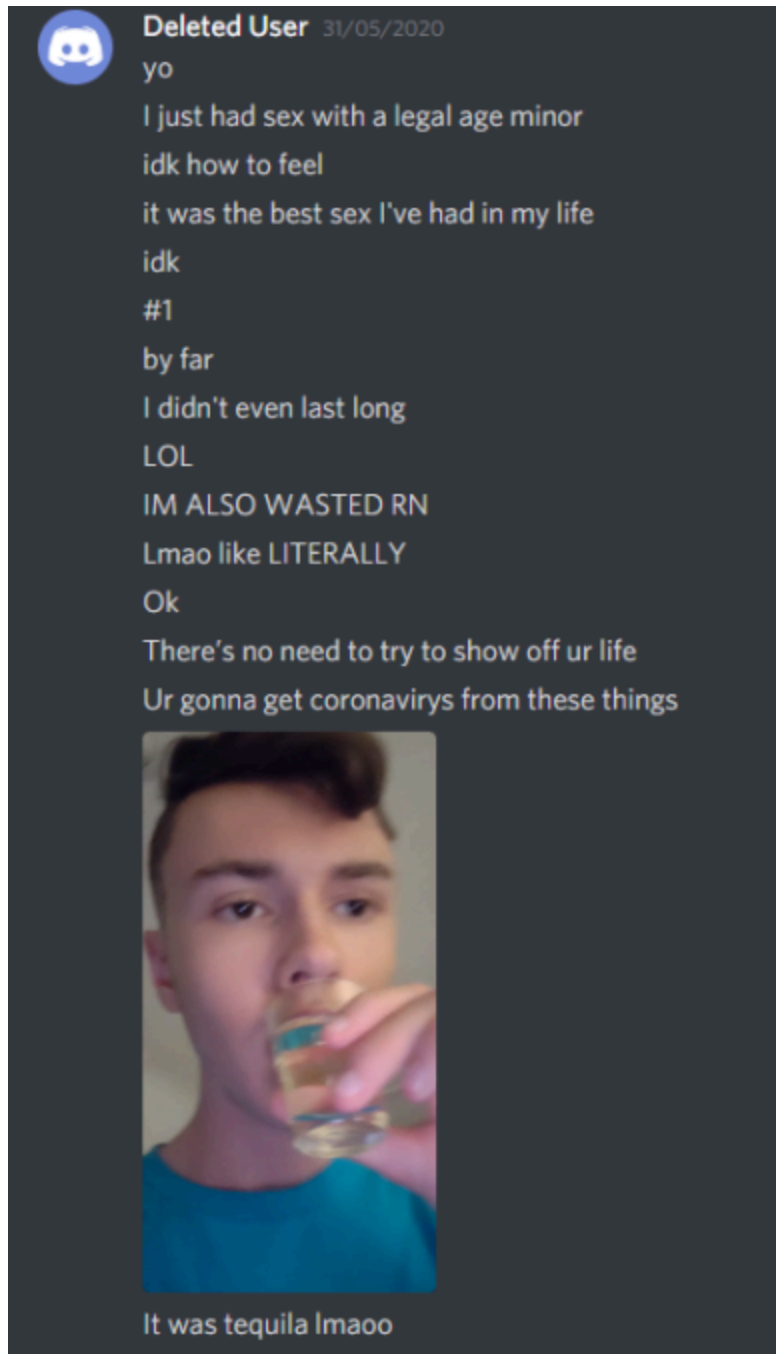 Deleted User 31/05/2020
yo
I just had sex with a legal age minor
idk how to feel
it was the best sex I've had in my life
idk
#1
by far
I didn't even last long
LOL
IM ALSO WASTED RN
Lmao like LITERALLY
Ok
There's no need to try to show off ur life
Ur gonna get coronavirys from these things
It was tequila lmaoo